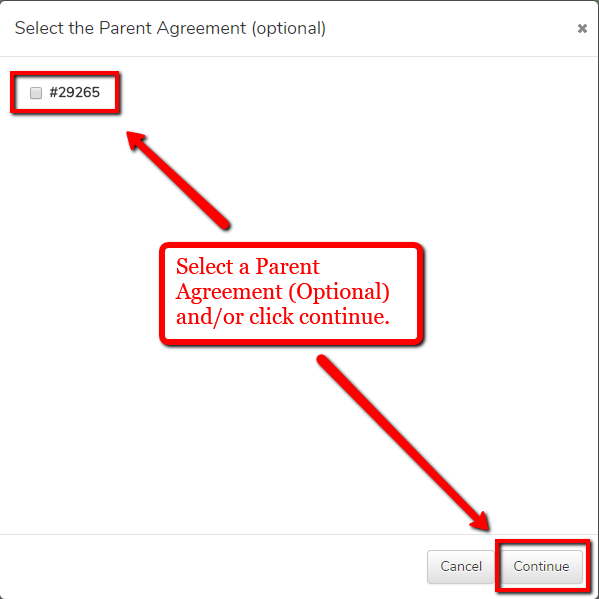 Select the Parent Agreement (optional)
#29265
Select a Parent
Agreement (Optional)
and/or click continue.
Cancel Continue